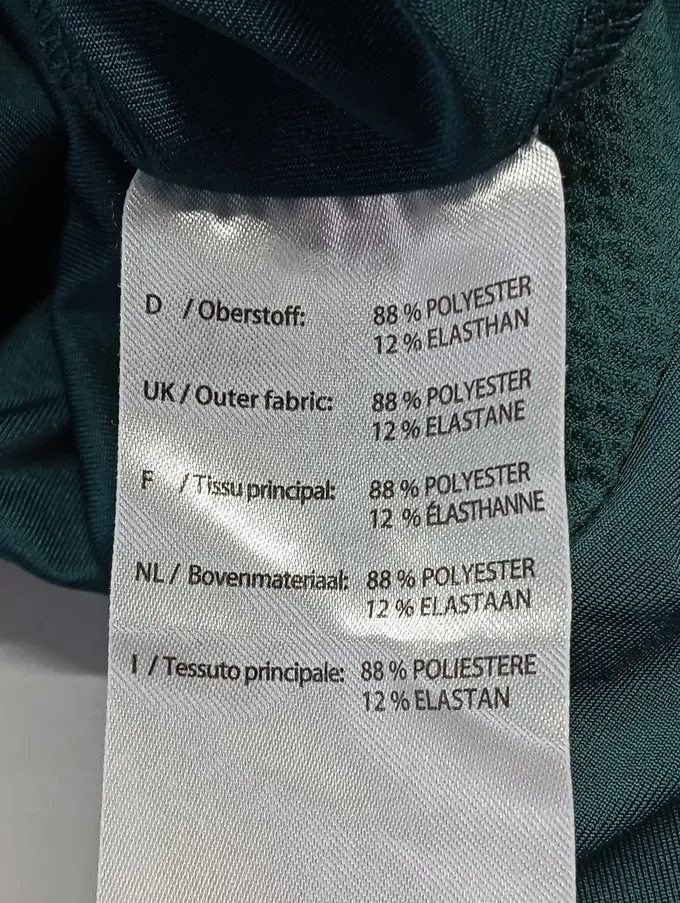 D / Oberstoff: 88 % POLYESTER
12 % ELASTHAN
UK / Outer fabric: 88 % POLYESTER
12 % ELASTANE
F / Tissu principal: 88 % POLYESTER
12 % ÉLASTHANNE
NL / Bovenmateriaal: 88 % POLYESTER
12 % ELASTAAN
I / Tessuto principale: 88 % POLIESTERE
12 % ELASTAN